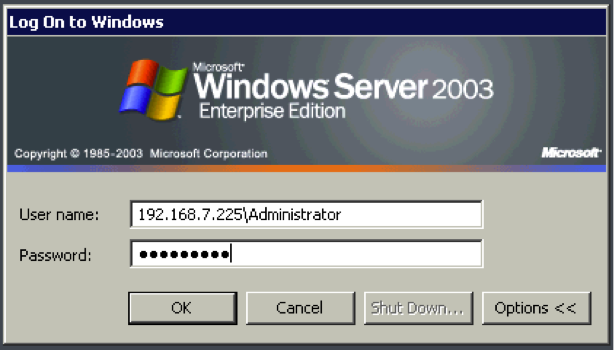 Log On to Windows
Microsoft
Windows Server 2003
Enterprise Edition
Copyright © 1985-2003 Microsoft Corporation Microsoft
User name: 192.168.7.225\Administrator
Password: ●●●●●●●●●
OK Cancel Shut Down... Options <<